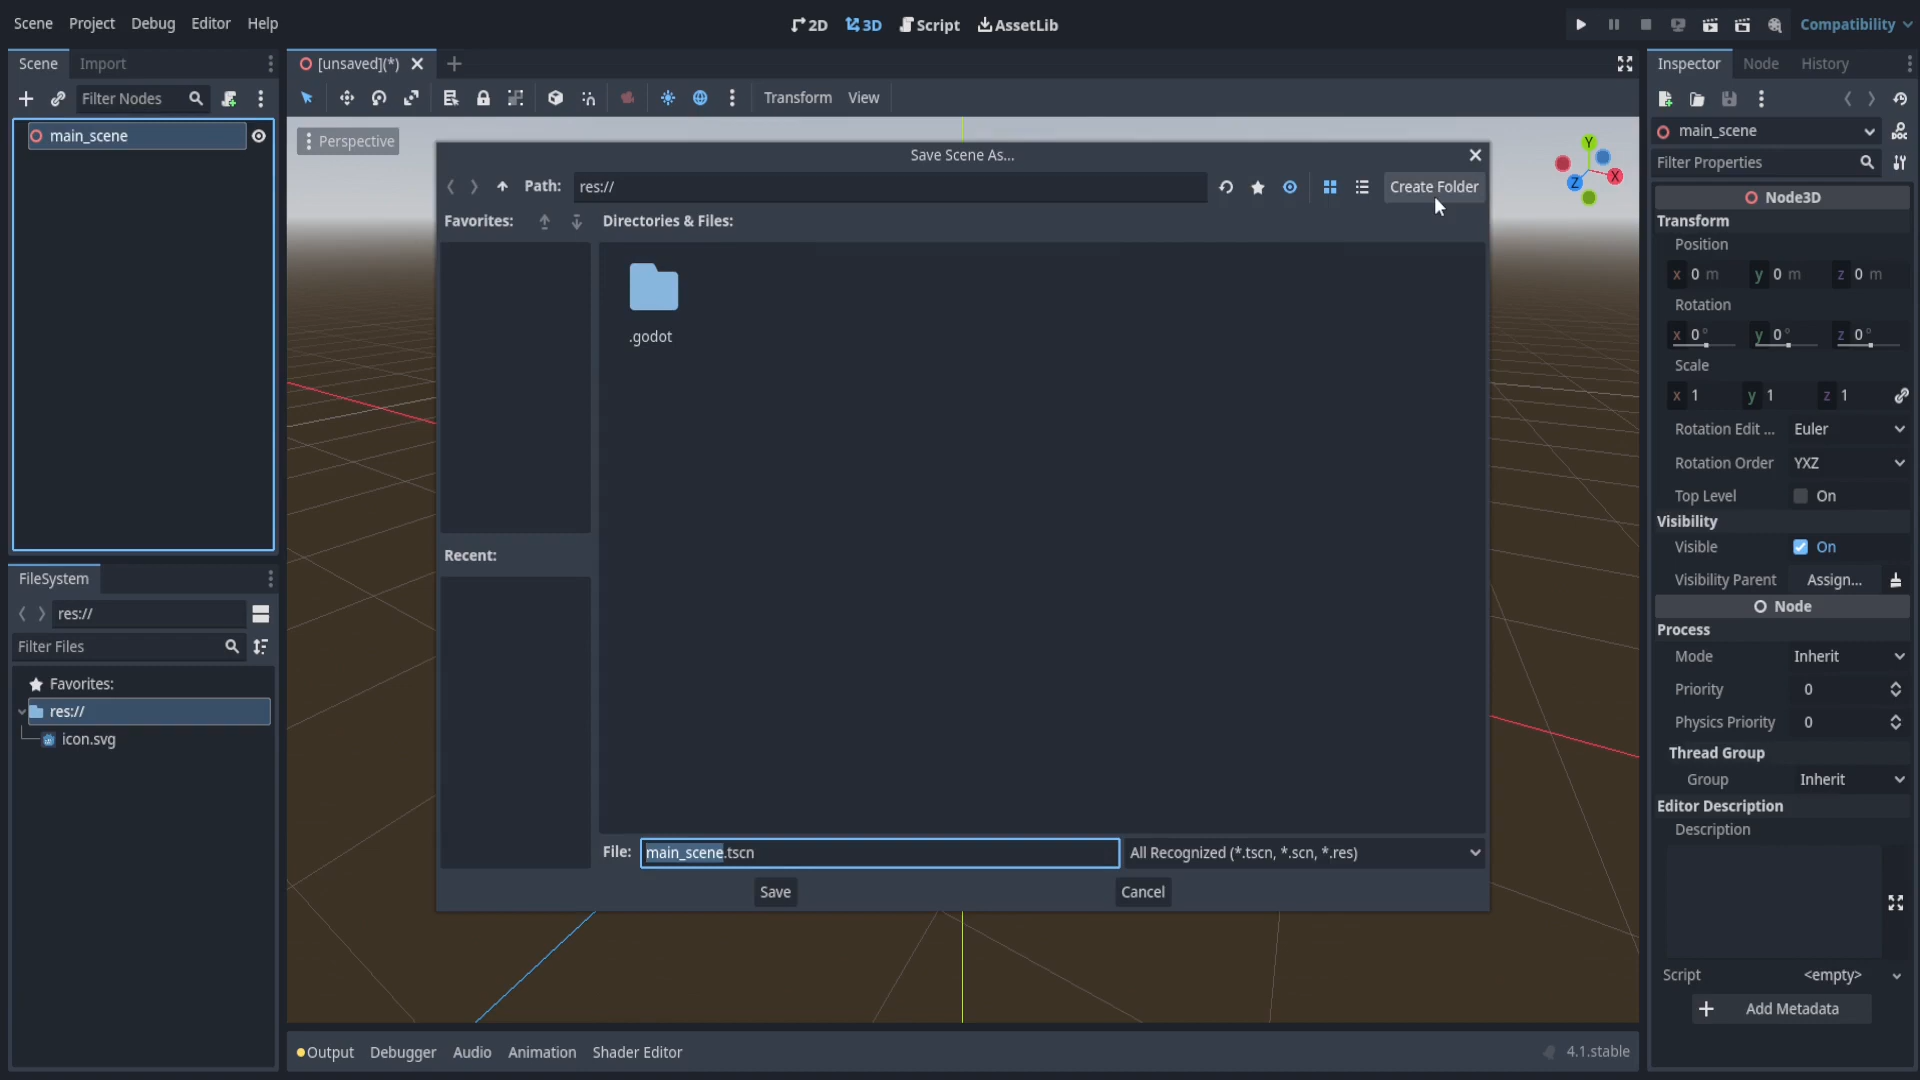 Scene Project Debug Editor Help
2D 3D Script AssetLib
Compatibility
Scene Import
[unsaved](*)
Inspector Node History
Filter Nodes
Transform View
main_scene
Perspective
Y
X
Z
Save Scene As...
Path: res:// Create Folder
Favorites: Directories & Files:
.godot
Recent:
File: main_scene.tscn All Recognized (*.tscn, *.scn, *.res)
Save Cancel
FileSystem
res://
Filter Files
Favorites:
res://
icon.svg
main_scene
DOC
Filter Properties
Node3D
Transform
Position
x 0 m y 0 m z 0 m
Rotation
x 0 ° y 0 ° z 0 °
Scale
x 1 y 1 z 1
Rotation Edit ... Euler
Rotation Order YXZ
Top Level On
Visibility
Visible On
Visibility Parent Assign...
Node
Process
Mode Inherit
Priority 0
Physics Priority 0
Thread Group
Group Inherit
Editor Description
Description
Script <empty>
Add Metadata
Output Debugger Audio Animation Shader Editor
4.1.stable